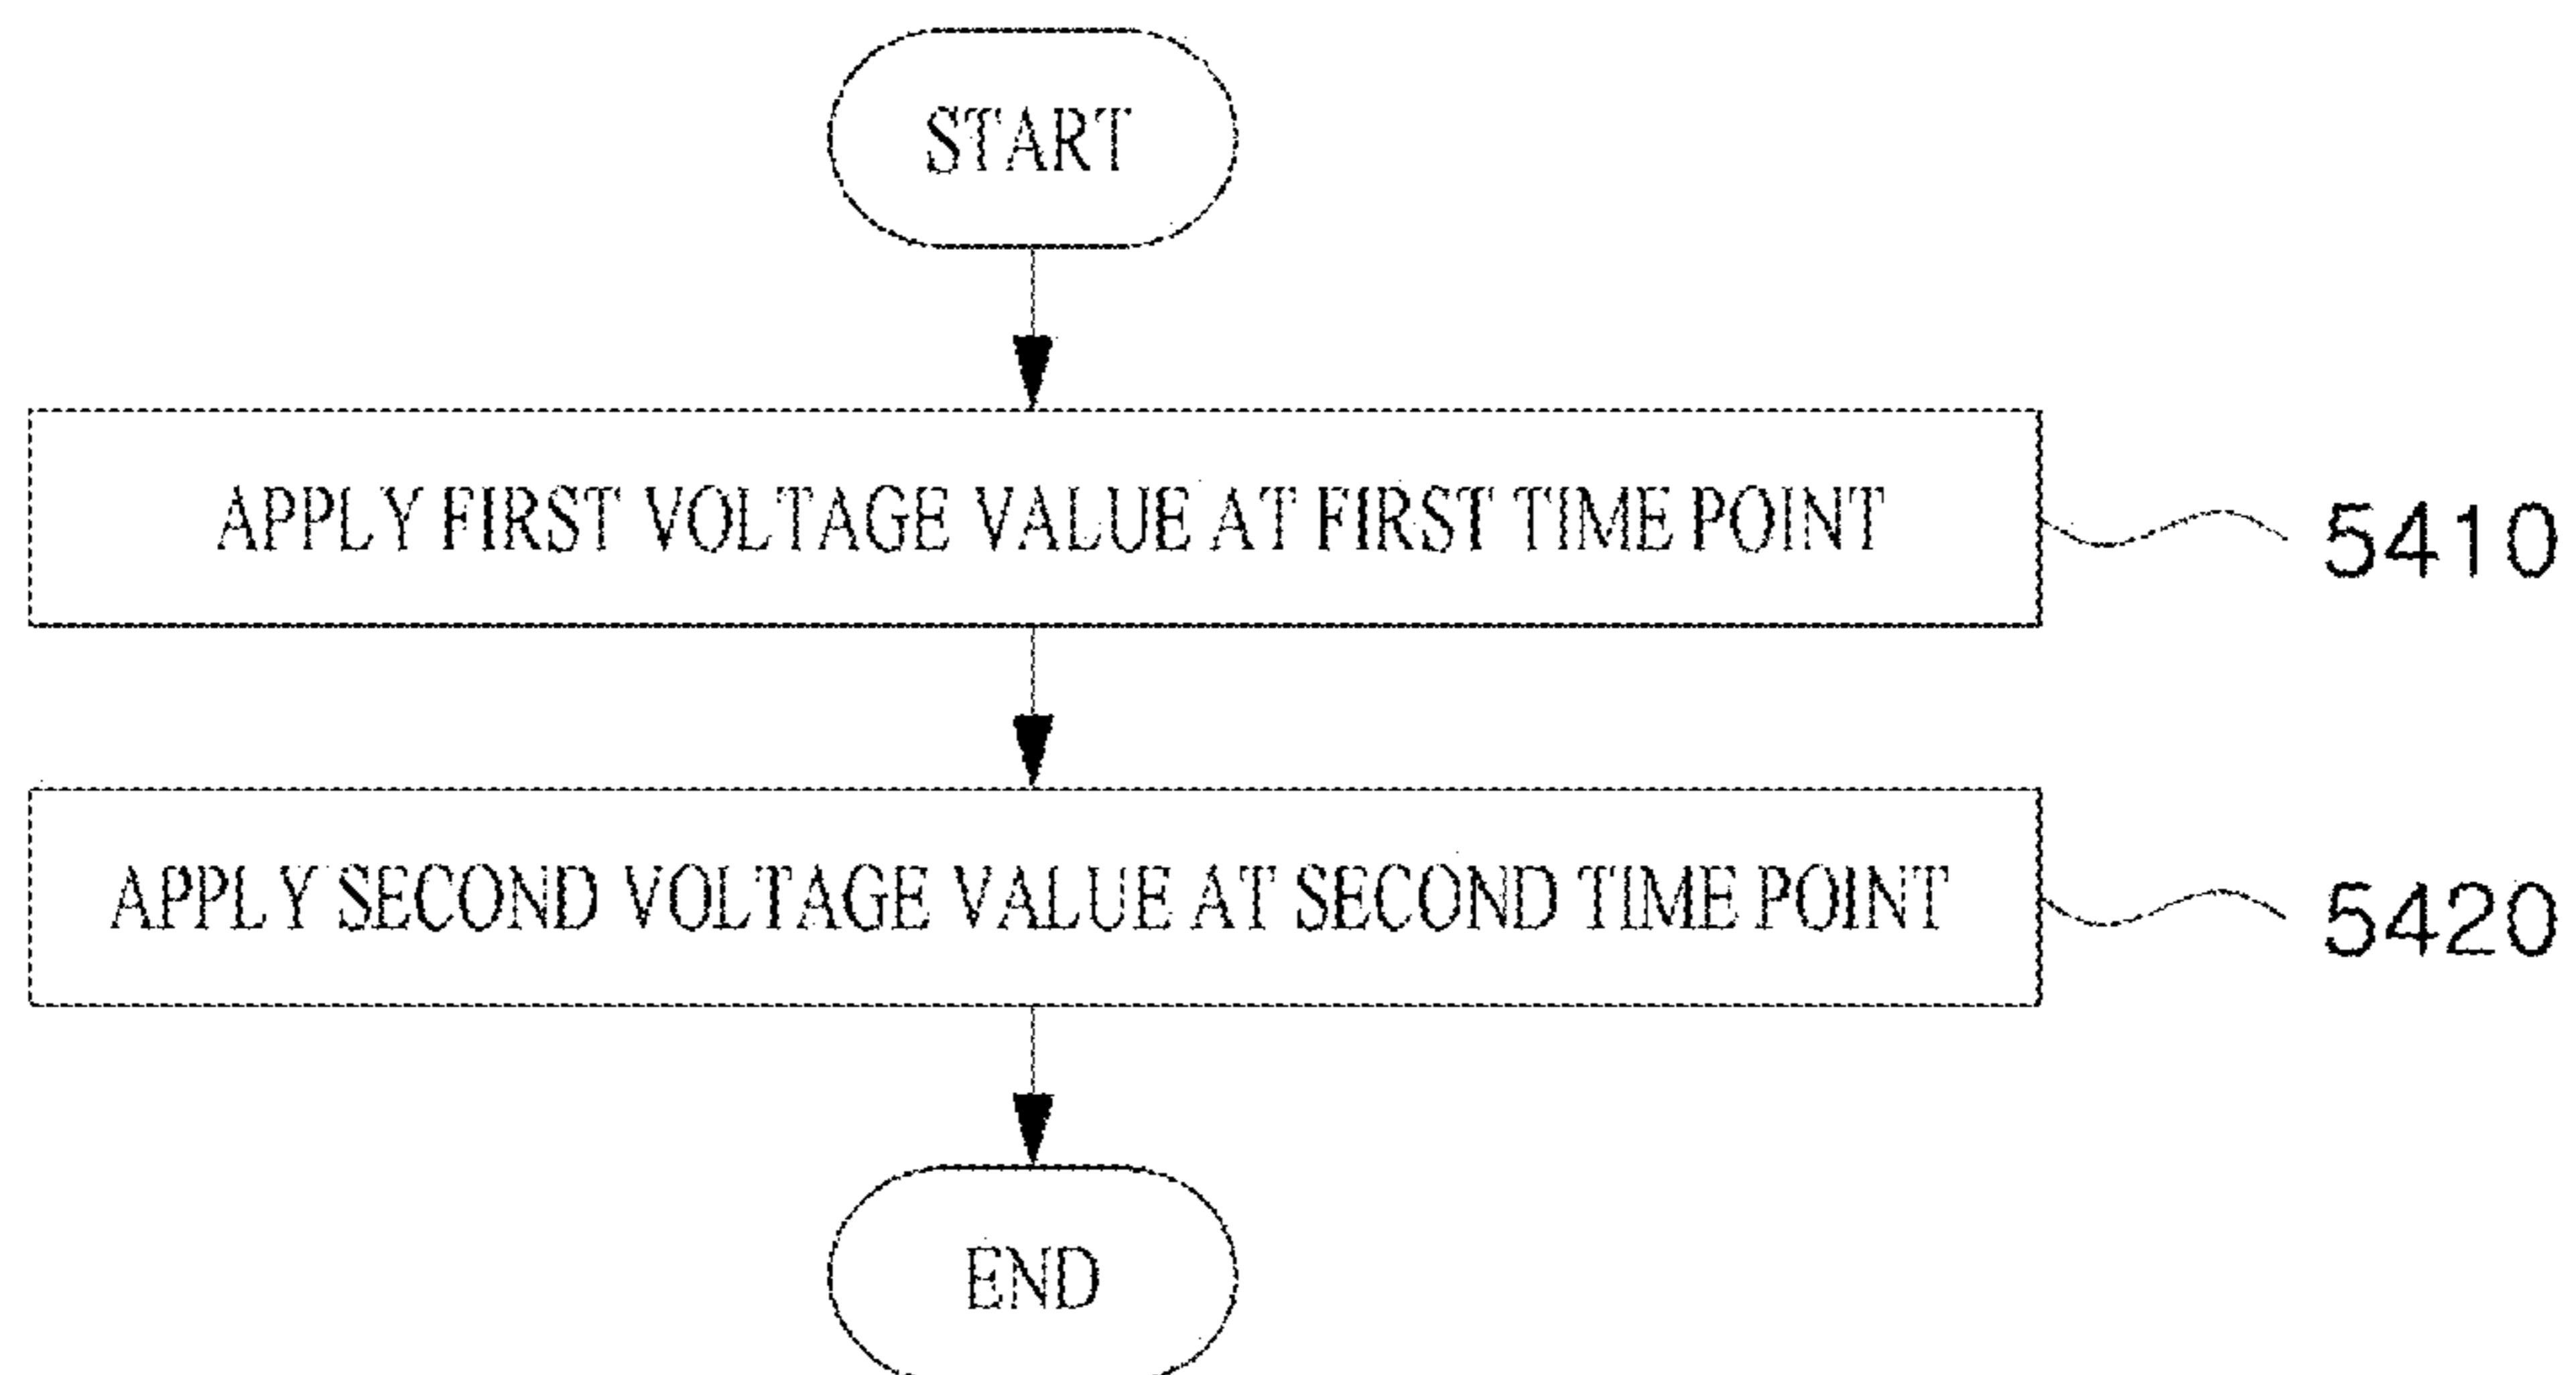 START
APPLY FIRST VOLTAGE VALUE AT FIRST TIME POINT
5410
APPLY SECOND VOLTAGE VALUE AT SECOND TIME POINT
5420
END